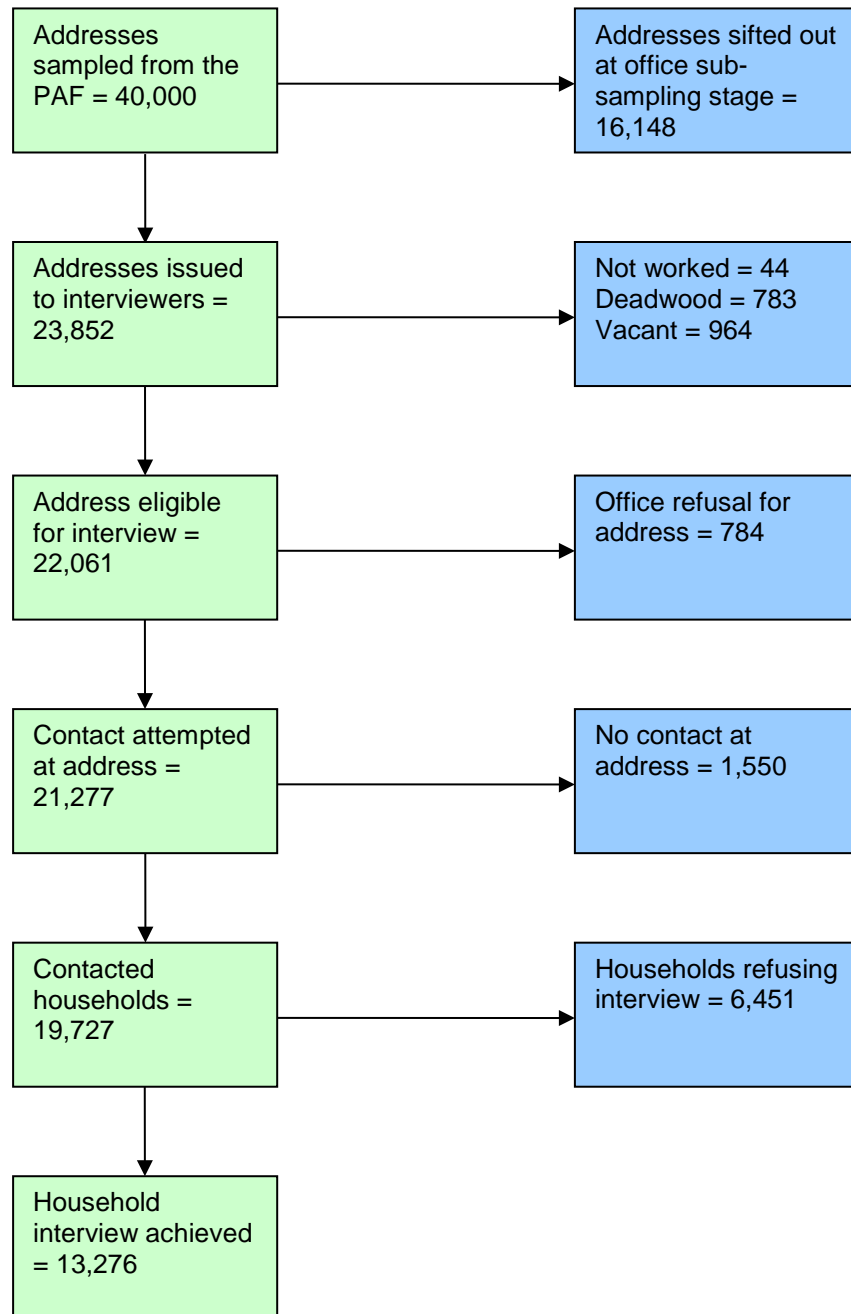 Addresses
sampled from the
PAF = 40,000
Addresses sifted out
at office sub-
sampling stage =
16,148
Addresses issued
to interviewers =
23,852
Not worked = 44
Deadwood = 783
Vacant = 964
Address eligible
for interview =
22,061
Office refusal for
address = 784
Contact attempted
at address =
21,277
No contact at
address = 1,550
Contacted
households =
19,727
Households refusing
interview = 6,451
Household
interview achieved
= 13,276